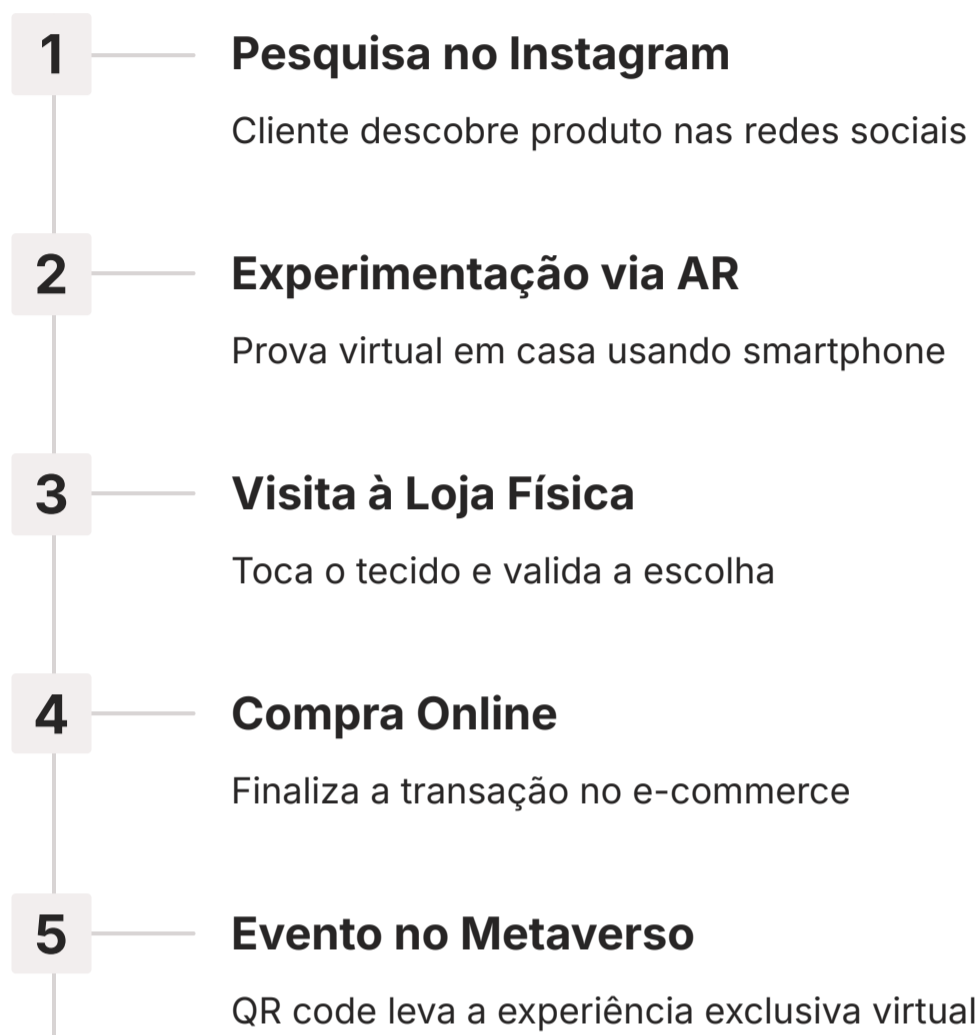 1
Pesquisa no Instagram
Cliente descobre produto nas redes sociais
2
Experimentação via AR
Prova virtual em casa usando smartphone
3
Visita à Loja Física
Toca o tecido e valida a escolha
4
Compra Online
Finaliza a transação no e-commerce
5
Evento no Metaverso
QR code leva a experiência exclusiva virtual